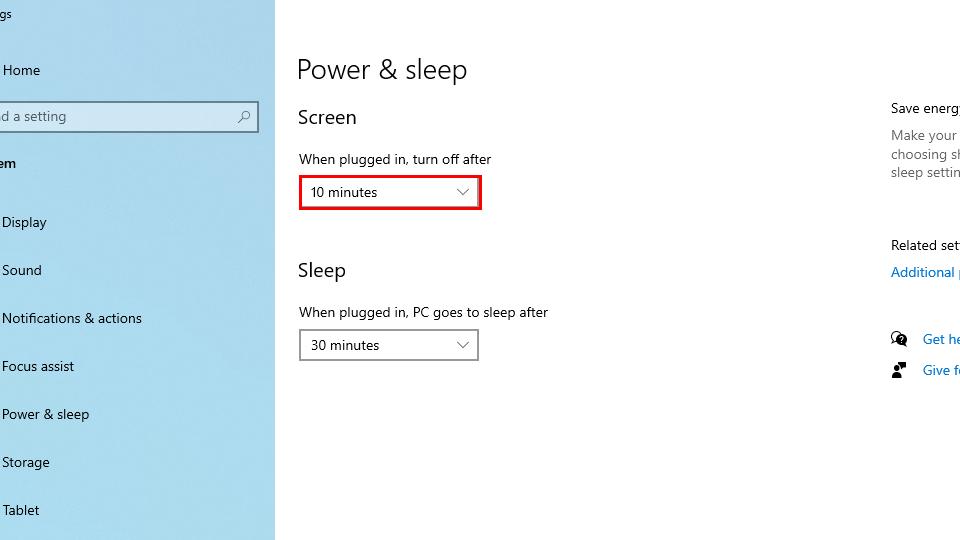 gs
Home
d a setting
em
Display
Sound
Notifications & actions
Focus assist
Power & sleep
Storage
Tablet
Power & sleep
Screen
When plugged in, turn off after
10 minutes
Sleep
When plugged in, PC goes to sleep after
30 minutes
Save energy
Make your
choosing sh
sleep settin
Related set
Additional
Get he
Give f